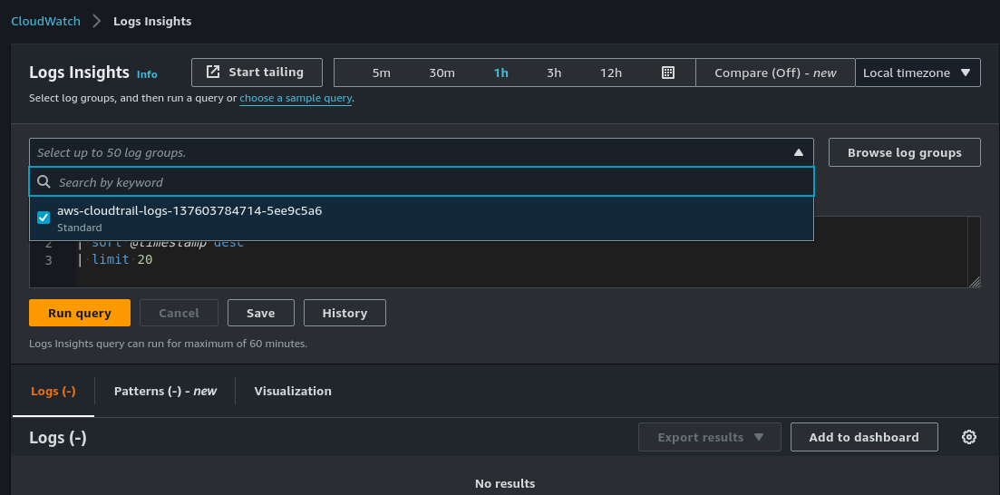 CloudWatch > Logs Insights
Logs Insights Info Start tailing 5m 30m 1h 3h 12h Compare (Off) - new Local timezone
Select log groups, and then run a query or choose a sample query.
Select up to 50 log groups. Browse log groups
Search by keyword
aws-cloudtrail-logs-137603784714-5ee9c5a6
Standard
2 | sort @timestamp desc
3 | limit 20
Run query Cancel Save History
Logs Insights query can run for maximum of 60 minutes.
Logs (-) Patterns (-) - new Visualization
Logs (-) Export results Add to dashboard
No results